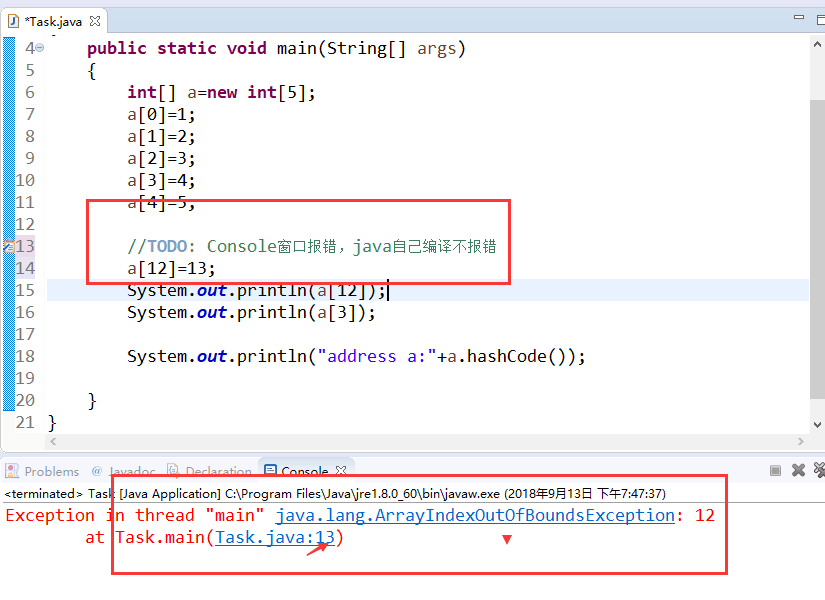 *Task.java
4 public static void main(String[] args)
5 {
6 int[] a=new int[5];
7 a[0]=1;
8 a[1]=2;
9 a[2]=3;
10 a[3]=4;
11 a[4]=5;
12
13 //TODO: Console窗口报错，java自己编译不报错
14 a[12]=13;
15 System.out.println(a[12]);
16 System.out.println(a[3]);
17
18 System.out.println("address a:"+a.hashCode());
19
20 }
21 }
Problems @ Javadoc Declaration Console
<terminated> Task [Java Application] C:\Program Files\Java\jre1.8.0_60\bin\javaw.exe (2018年9月13日 下午7:47:37)
Exception in thread "main" java.lang.ArrayIndexOutOfBoundsException: 12
at Task.main(Task.java:13)